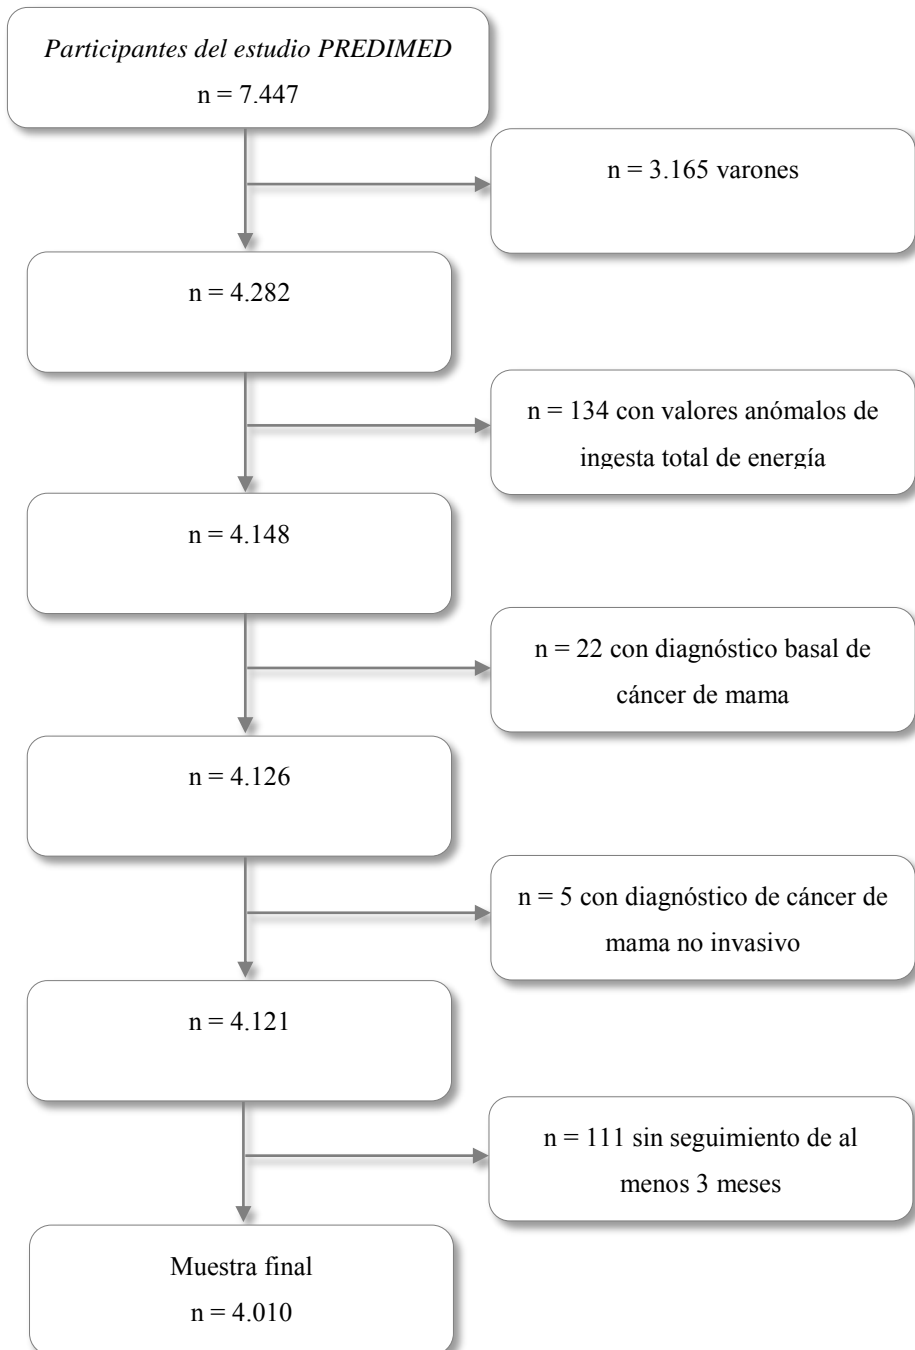 Participantes del estudio PREDIMED
n = 7.447
n = 3.165 varones
n = 4.282
n = 134 con valores anómalos de
ingesta total de energía
n = 4.148
n = 22 con diagnóstico basal de
cáncer de mama
n = 4.126
n = 5 con diagnóstico de cáncer de
mama no invasivo
n = 4.121
n = 111 sin seguimiento de al
menos 3 meses
Muestra final
n = 4.010